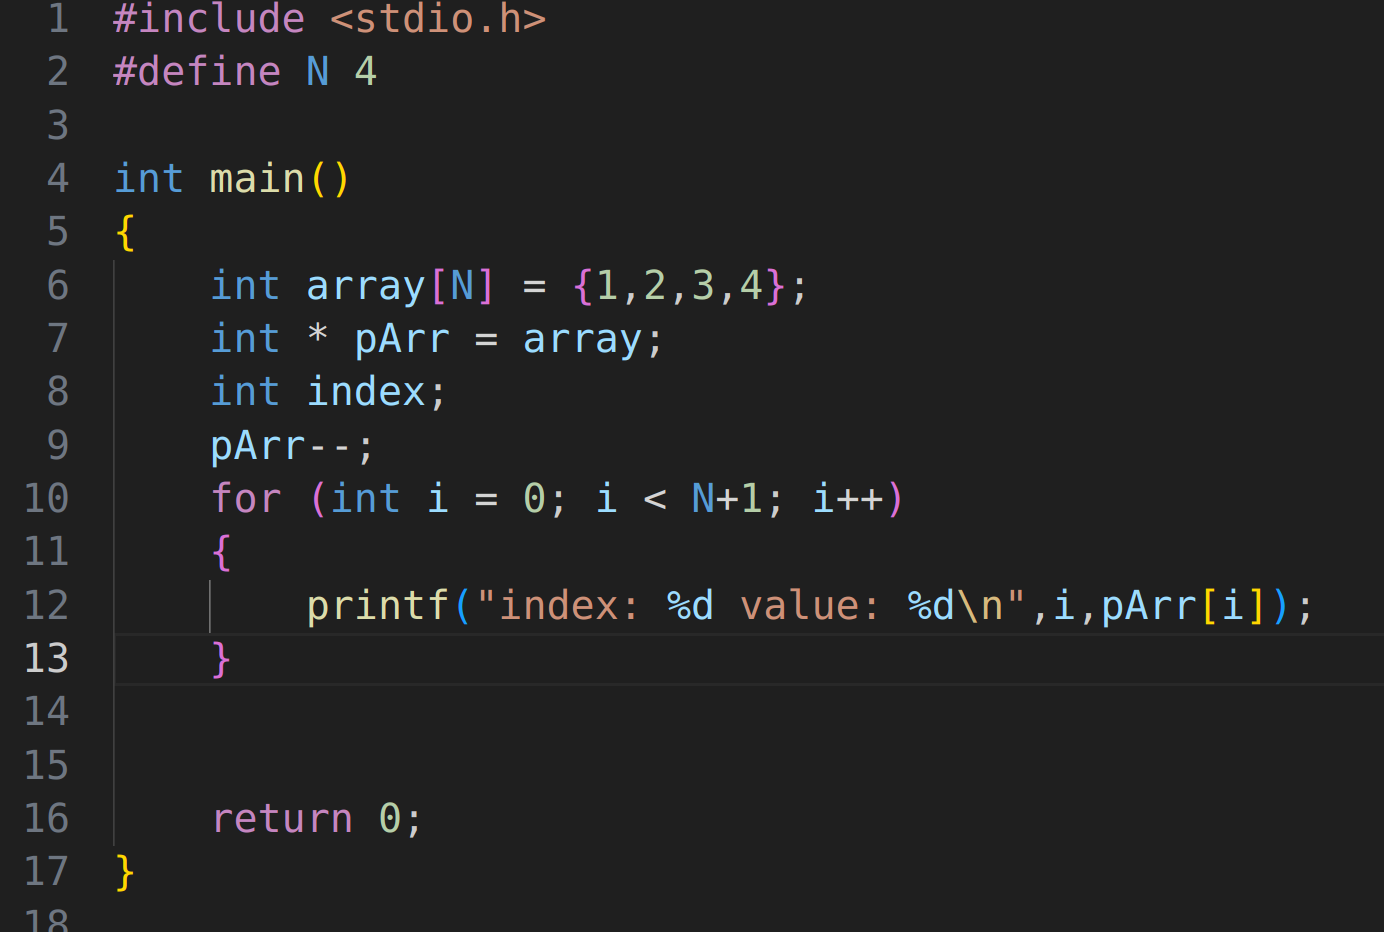 1 #include <stdio.h>
2 #define N 4
3
4 int main()
5 {
6     int array[N] = {1,2,3,4};
7     int * pArr = array;
8     int index;
9     pArr--;
10     for (int i = 0; i < N+1; i++)
11     {
12         printf("index: %d value: %d\n",i,pArr[i]);
13     }
14
15
16     return 0;
17 }
18